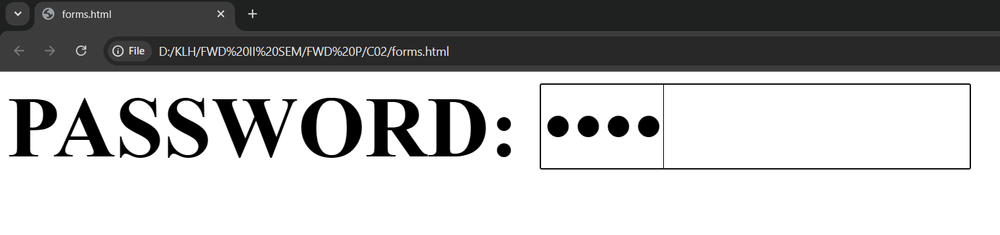 forms.html
File D:/KLH/FWD%20II%20SEM/FWD%20P/C02/forms.html
PASSWORD: ●●●●